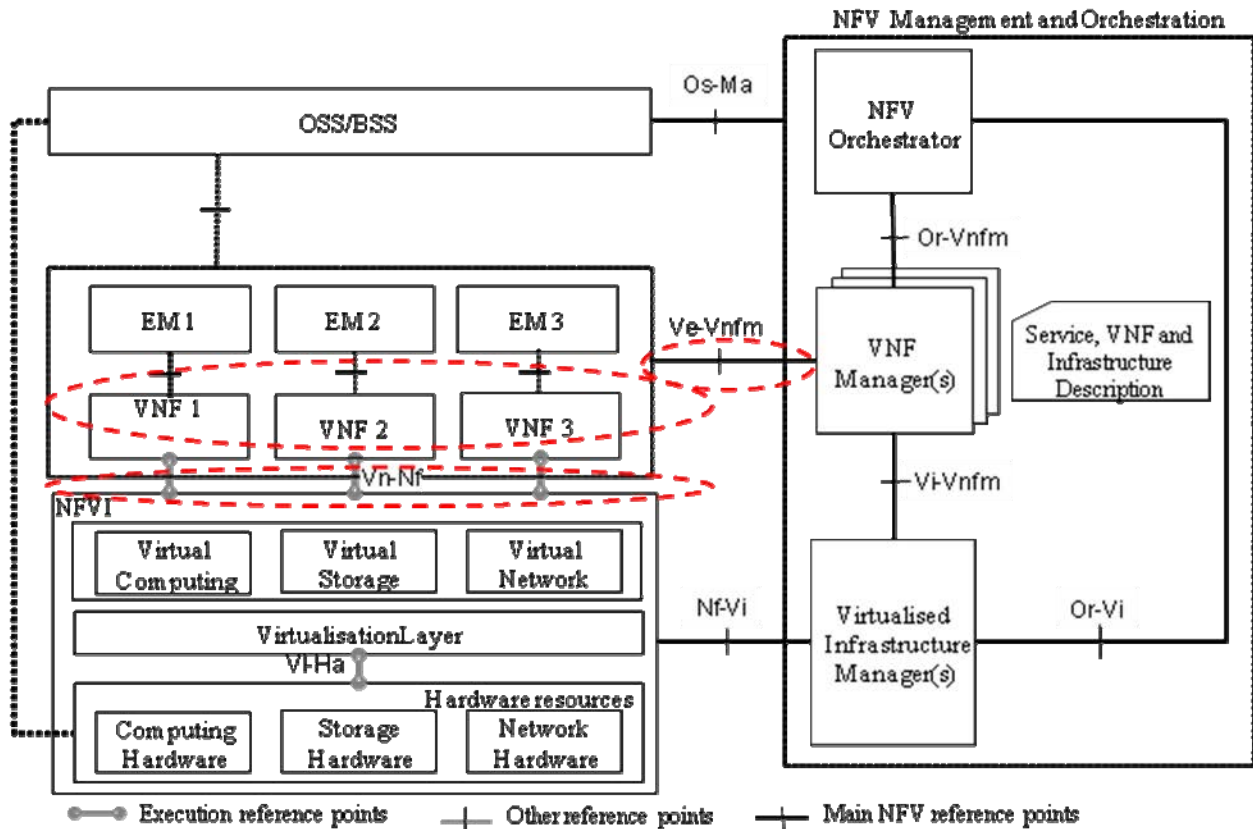 NFV Management and Orchestration
Os-Ma
OSS/BSS
NFV
Orchestrator
Or-Vnfm
EM 1
EM 2
EM 3
Ve-Vnfm
VNF
Manager(s)
Service, VNF and
Infrastructure
Description
VNF 1
VNF 2
VNF 3
Vn-Nf
Vi-Vnfm
NFVI
Virtual
Computing
Virtual
Storage
Virtual
Network
Nf-Vi
Virtualised
Infrastructure
Manager(s)
Or-Vi
VirtualisationLayer
Vl-Ha
Hardware resources
Computing
Hardware
Storage
Hardware
Network
Hardware
Execution reference points
Other reference points
Main NFV reference points